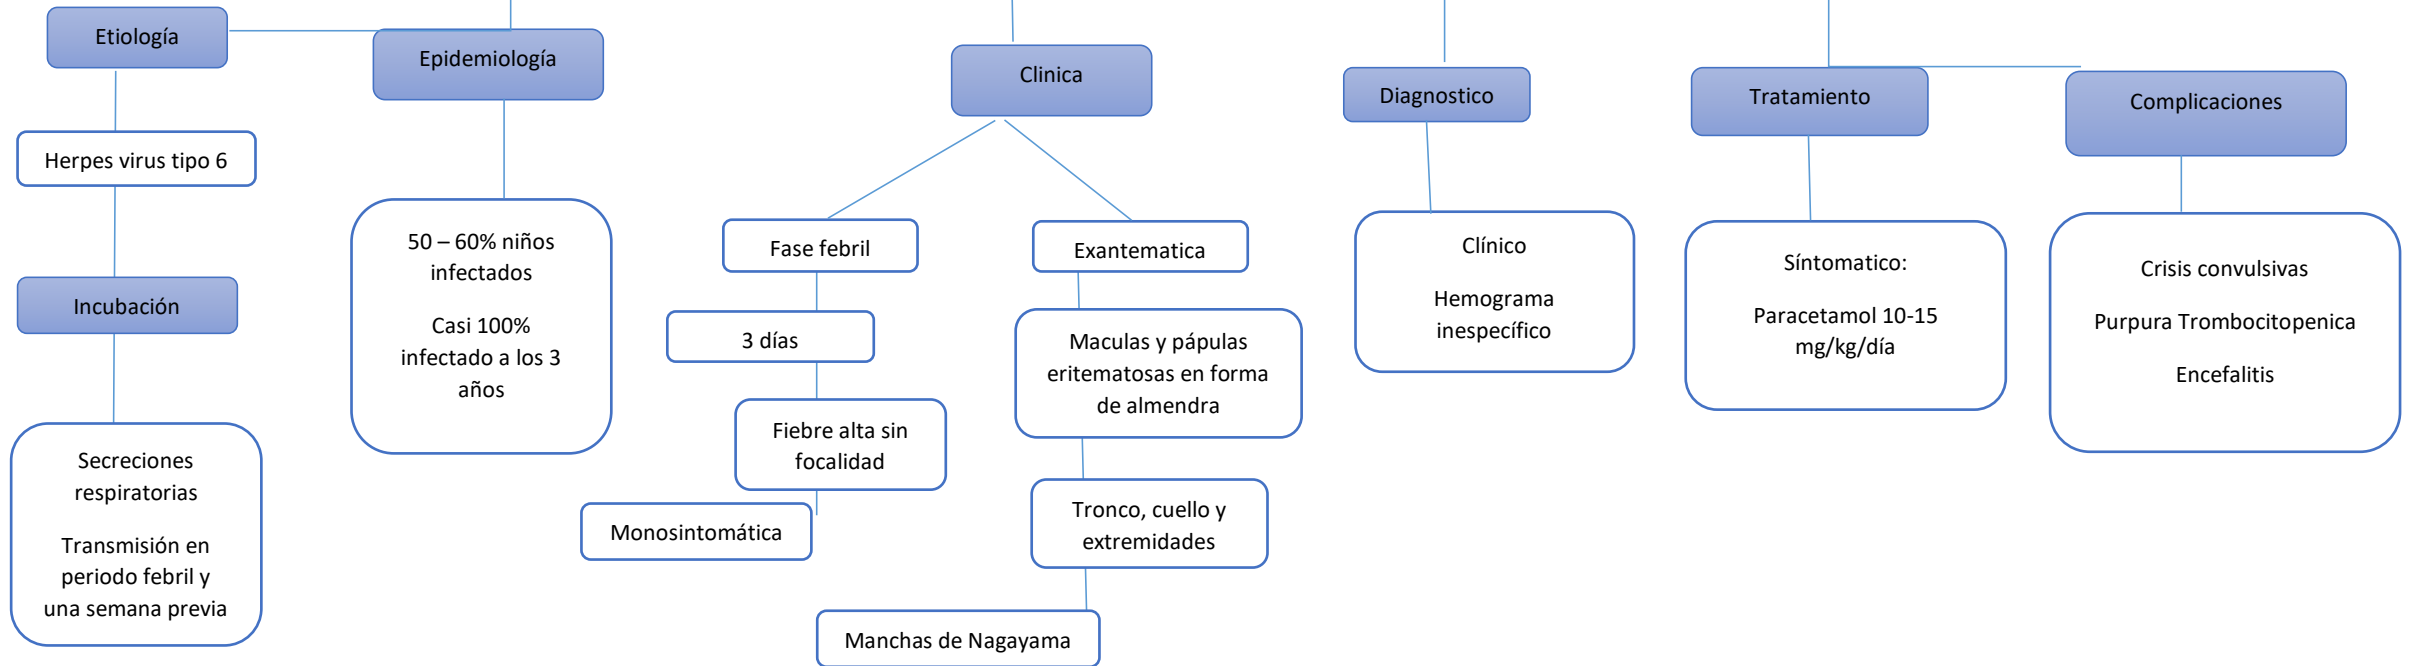 Etiología
Herpes virus tipo 6
Incubación
Secreciones
respiratorias
Transmisión en
periodo febril y
una semana previa
Epidemiología
50 – 60% niños
infectados
Casi 100%
infectado a los 3
años
Clinica
Fase febril
3 días
Fiebre alta sin
focalidad
Monosintomática
Exantematica
Maculas y pápulas
eritematosas en forma
de almendra
Tronco, cuello y
extremidades
Manchas de Nagayama
Diagnostico
Clínico
Hemograma
inespecífico
Tratamiento
Síntomatico:
Paracetamol 10-15
mg/kg/día
Complicaciones
Crisis convulsivas
Purpura Trombocitopenica
Encefalitis